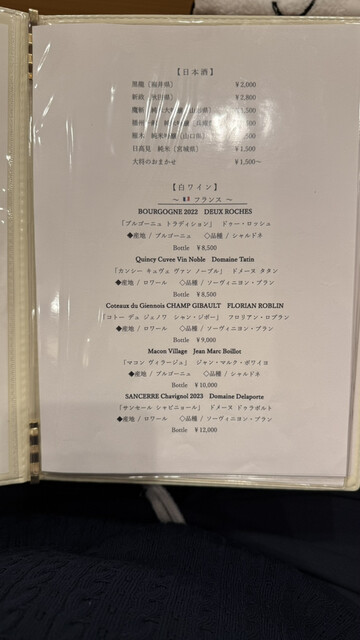 【日本酒】
黒龍（福井県） ￥2,000
新政（秋田県） ￥2,800
日高見 純米（宮城県） ￥1,500
大将のおまかせ ￥1,500〜
【白ワイン】
〜 🇫🇷 フランス 〜
BOURGOGNE 2022 DEUX ROCHES
「ブルゴーニュ トラディション」 ドゥー・ロッシュ
◆産地 / ブルゴーニュ ◇品種 / シャルドネ
Bottle ￥8,500
Quincy Cuvee Vin Noble Domaine Tatin
「カンシー キュヴェ ヴァン ノーブル」 ドメーヌ タタン
◆産地 / ロワール ◇品種 / ソーヴィニヨン・ブラン
Bottle ￥8,500
Coteaux du Giennois CHAMP GIBAULT FLORIAN ROBLIN
「コトー デュ ジェノワ シャン・ジボー」 フロリアン・ロブラン
◆産地 / ロワール ◇品種 / ソーヴィニヨン・ブラン
Bottle ￥9,000
Macon Village Jean Marc Boillot
「マコン ヴィラージュ」 ジャン・マルク・ボワイヨ
◆産地 / ブルゴーニュ ◇品種 / シャルドネ
Bottle ￥10,000
SANCERRE Chavignol 2023 Domaine Delaporte
「サンセール シャビニョール」 ドメーヌ ドゥラポルト
◆産地 / ロワール ◇品種 / ソーヴィニヨン・ブラン
Bottle ￥12,000